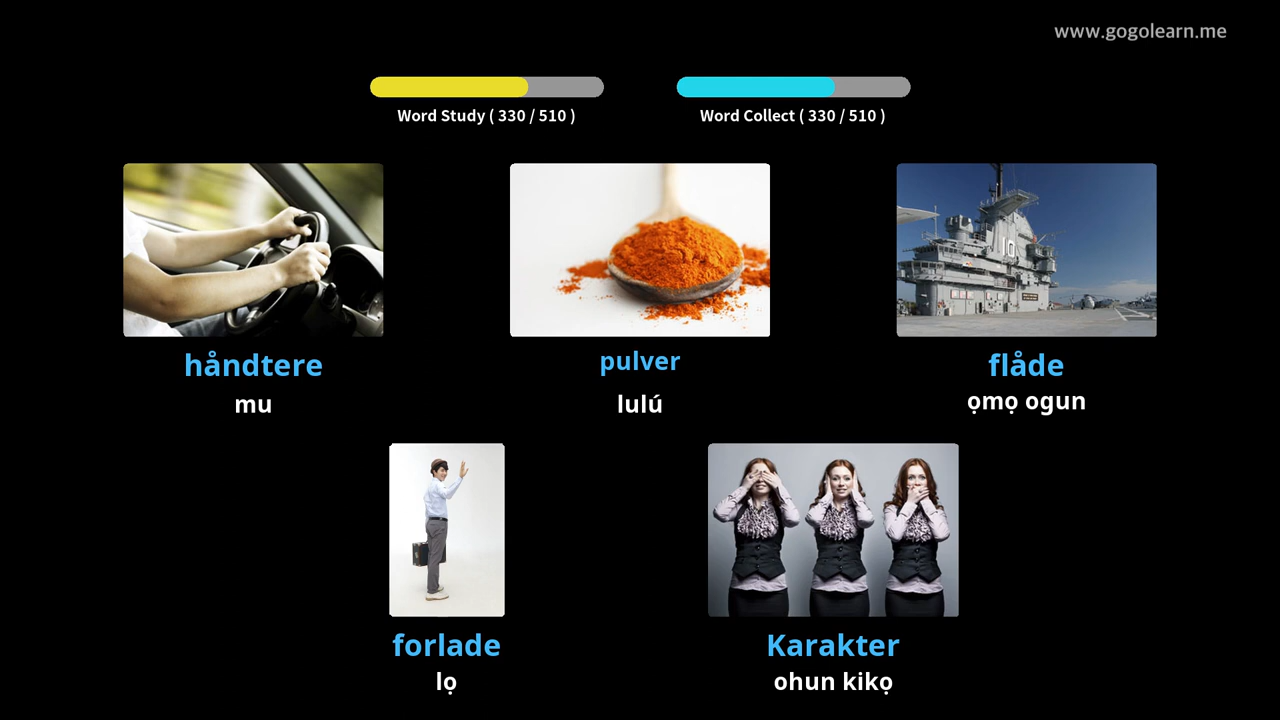 www.gogolearn.me
Word Study ( 330 / 510 )
Word Collect ( 330 / 510 )
håndtere
mu
pulver
lulú
flåde
ọmọ ogun
forlade
lọ
Karakter
ohun kikọ